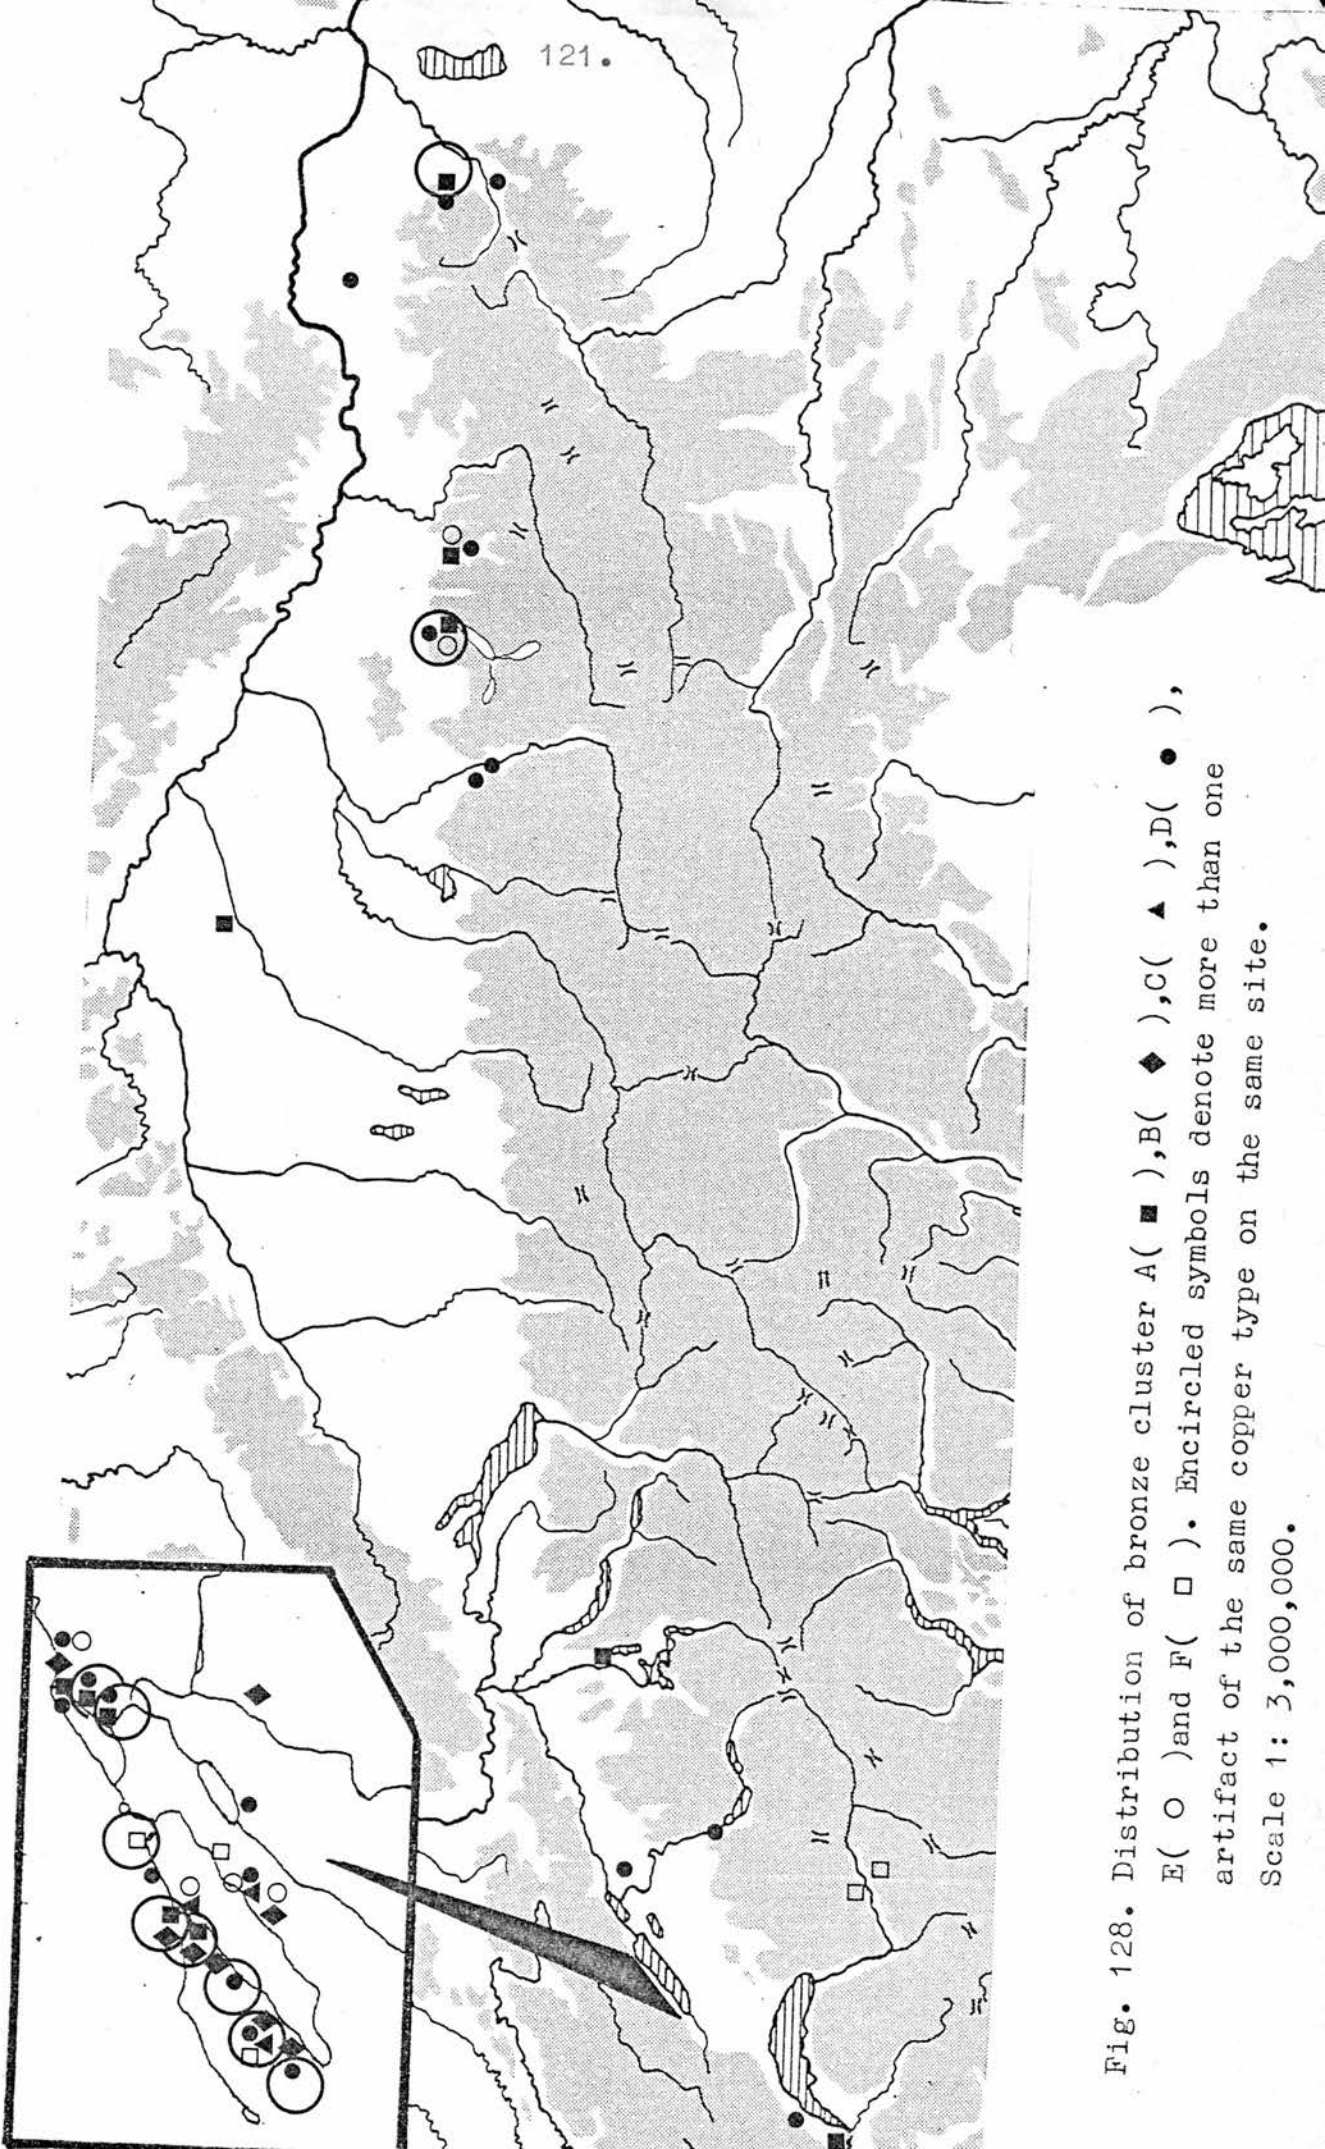 121.
Fig. 128. Distribution of bronze cluster A( ■ ),B( ◆ ),C( ▲ ),D( ● ),
E( ○ )and F( □ ). Encircled symbols denote more than one
artifact of the same copper type on the same site.
Scale 1: 3,000,000.